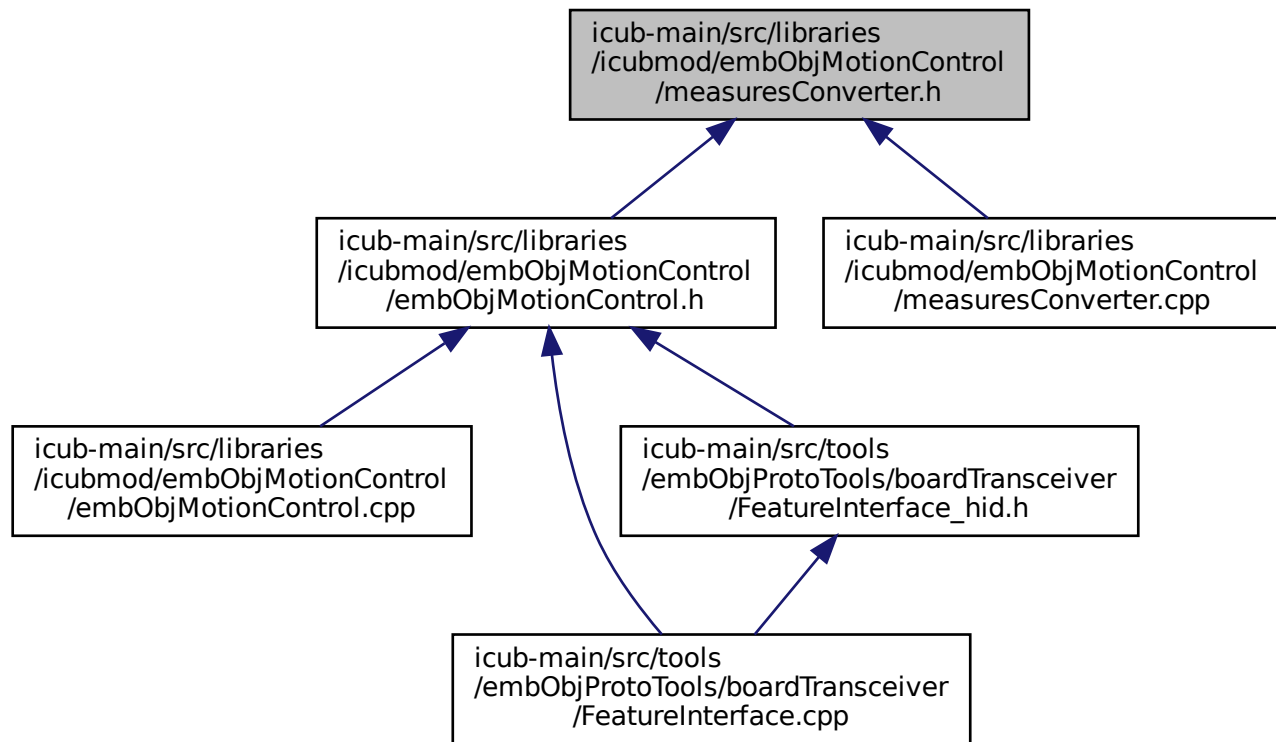 icub-main/src/libraries
/icubmod/embObjMotionControl
/measuresConverter.h
icub-main/src/libraries
/icubmod/embObjMotionControl
/embObjMotionControl.h
icub-main/src/libraries
/icubmod/embObjMotionControl
/measuresConverter.cpp
icub-main/src/libraries
/icubmod/embObjMotionControl
/embObjMotionControl.cpp
icub-main/src/tools
/embObjProtoTools/boardTransceiver
/FeatureInterface_hid.h
icub-main/src/tools
/embObjProtoTools/boardTransceiver
/FeatureInterface.cpp